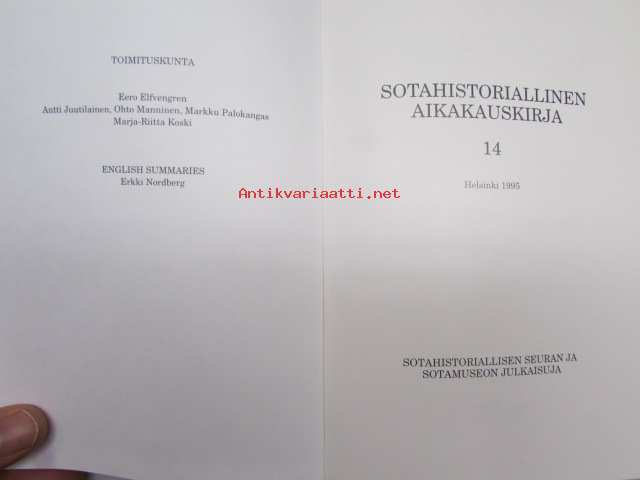 TOIMITUSKUNTA
Eero Elfvengren
Antti Juutilainen, Ohto Manninen, Markku Palokangas
Marja-Riitta Koski
ENGLISH SUMMARIES
Erkki Nordberg
SOTAHISTORIALLINEN
AIKAKAUSKIRJA
14
Helsinki 1995
SOTAHISTORIALLISEN SEURAN JA
SOTAMUSEON JULKAISUJA
Antikvariaatti.net